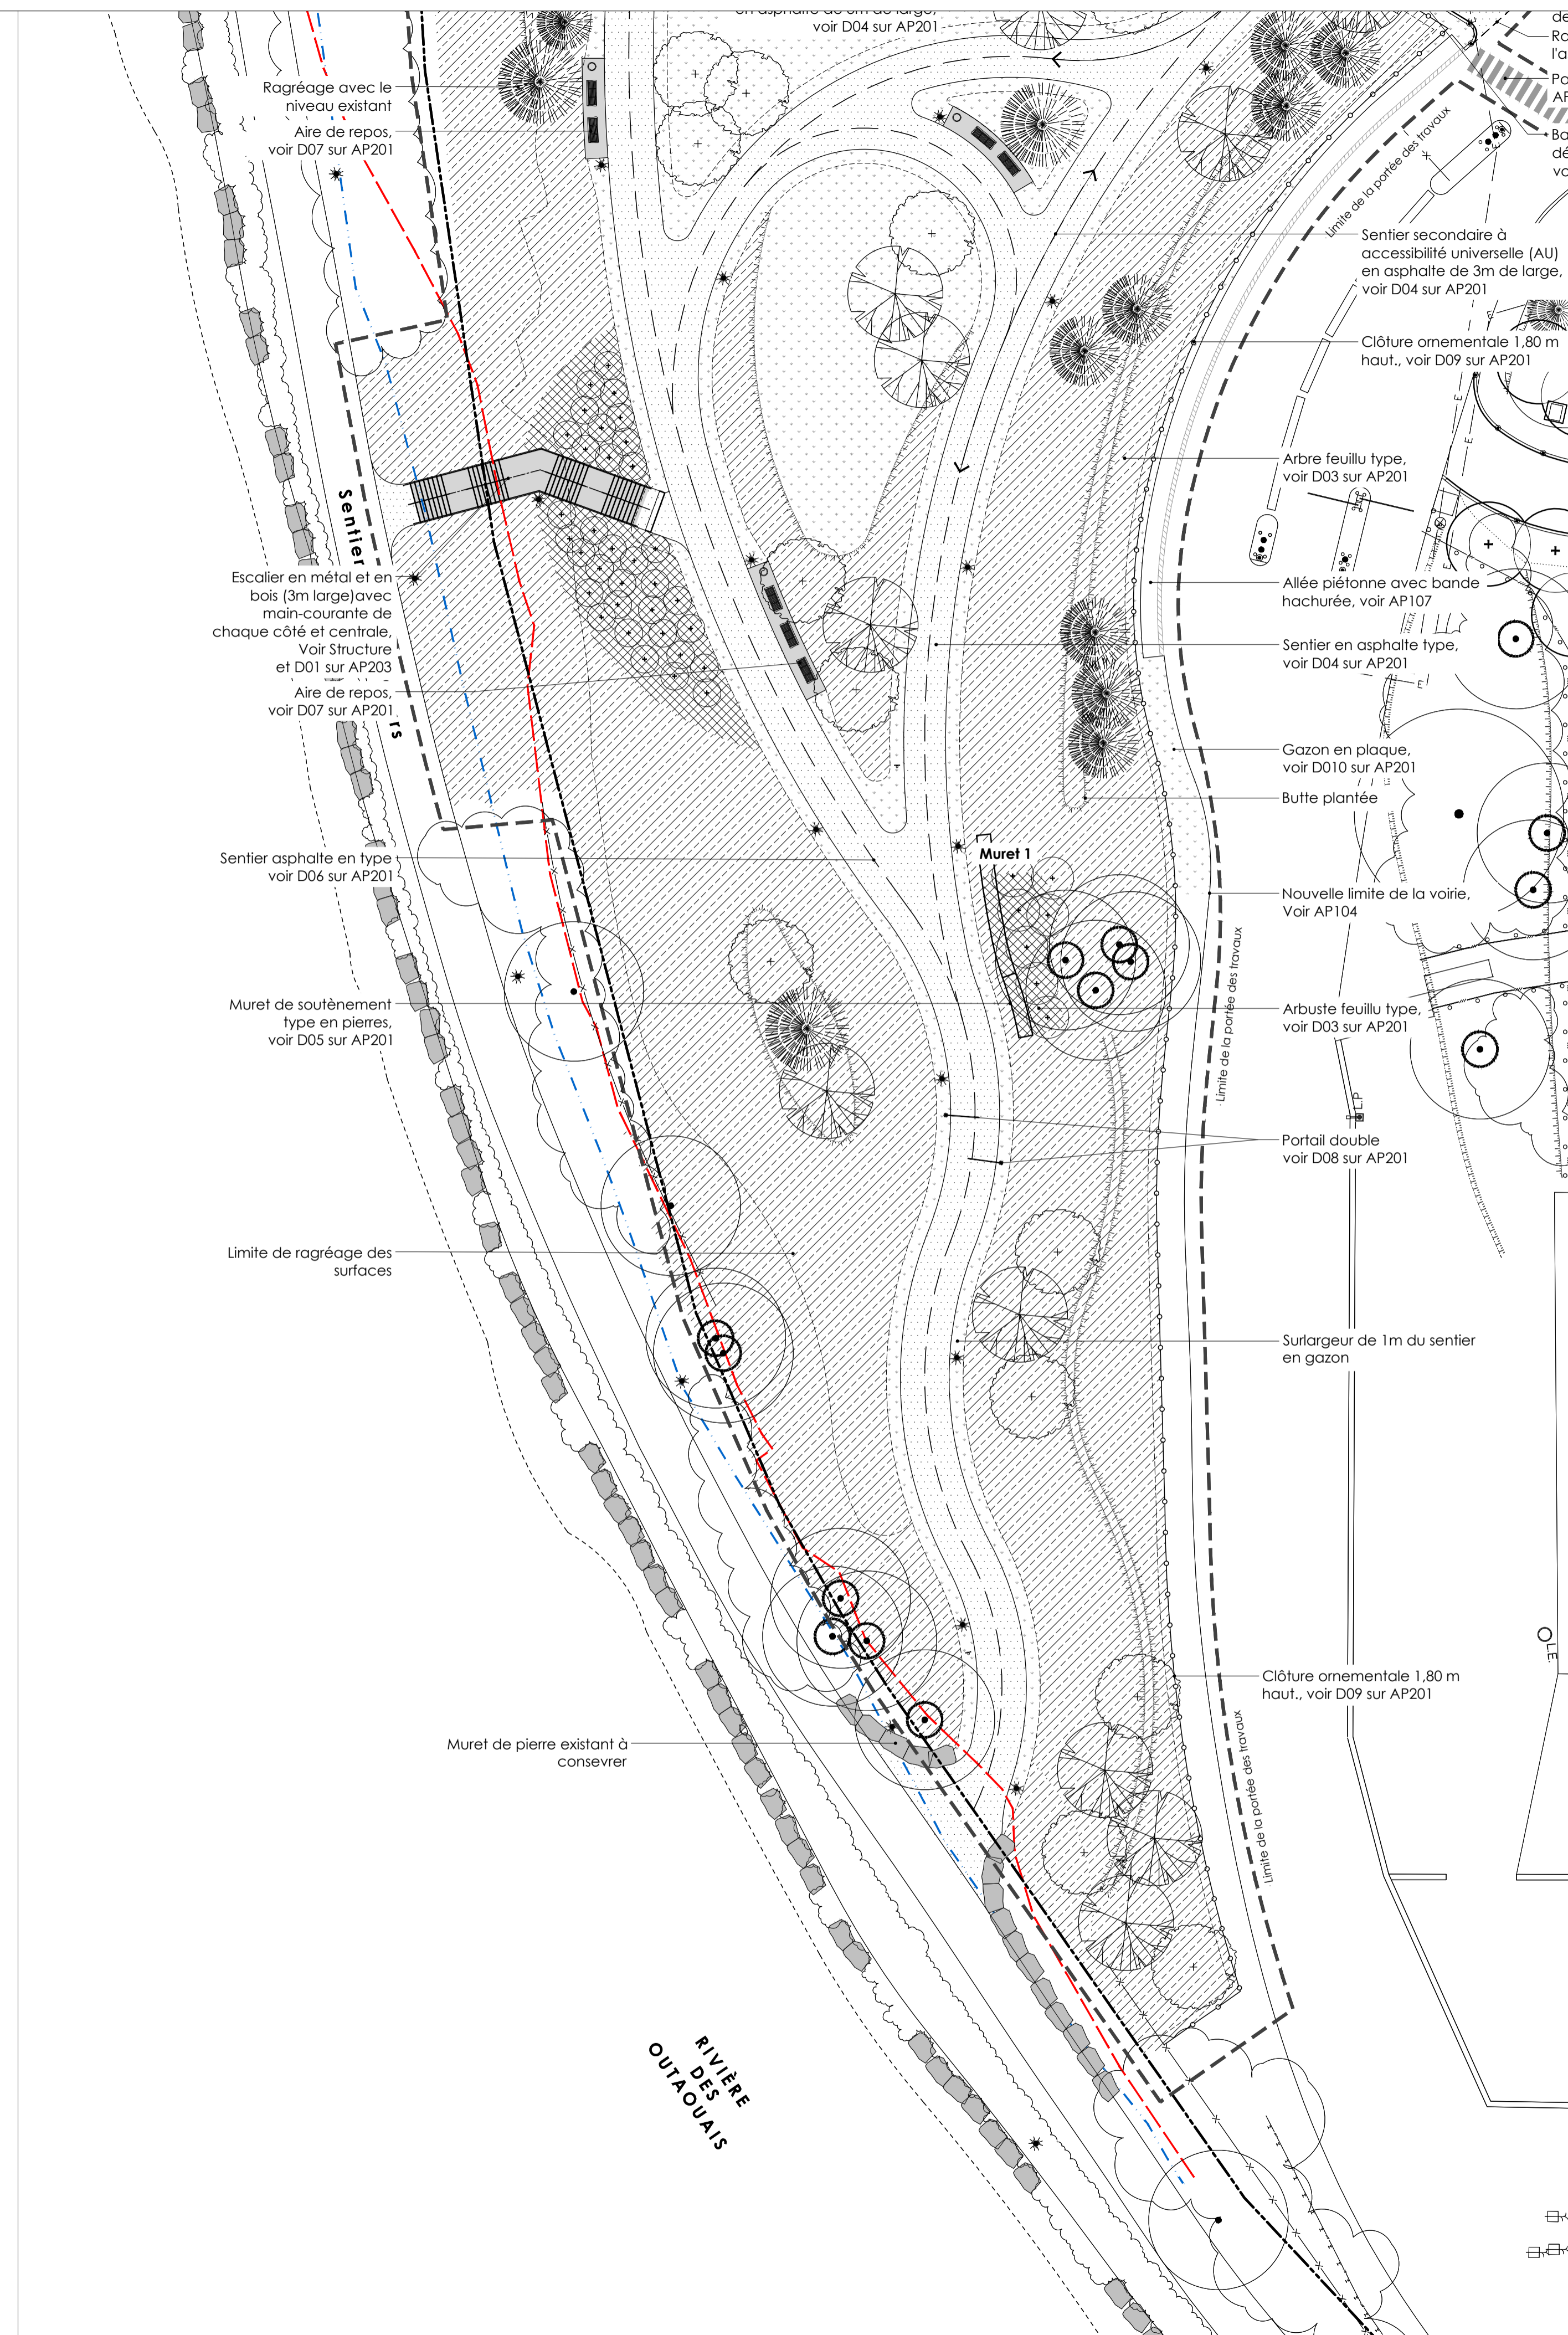 en asphalte de 3m de large,
voir D04 sur AP201
Ragréage avec le
niveau existant
Aire de repos,
voir D07 sur AP201
Limite de la portée des travaux
Sentier secondaire à
accessibilité universelle (AU)
en asphalte de 3m de large,
voir D04 sur AP201
Clôture ornementale 1,80 m
haut., voir D09 sur AP201
E
E
E
Arbre feuillu type,
voir D03 sur AP201
Sentier
rs
Escalier en métal et en
bois (3m large)avec
main-courante de
chaque côté et centrale,
Voir Structure
et D01 sur AP203
Aire de repos,
voir D07 sur AP201
Allée piétonne avec bande
hachurée, voir AP107
E
Sentier en asphalte type,
voir D04 sur AP201
E
Gazon en plaque,
voir D010 sur AP201
Butte plantée
Sentier asphalte en type
voir D06 sur AP201
Muret 1
Nouvelle limite de la voirie,
Voir AP104
Limite de la portée des travaux
Muret de soutènement
type en pierres,
voir D05 sur AP201
Arbuste feuillu type,
voir D03 sur AP201
L.P
Portail double
voir D08 sur AP201
Limite de ragréage des
surfaces
Surlargeur de 1m du sentier
en gazon
L.E.
Clôture ornementale 1,80 m
haut., voir D09 sur AP201
Limite de la portée des travaux
Muret de pierre existant à
consevrer
RIVIÈRE
DES
OUTAOUAIS